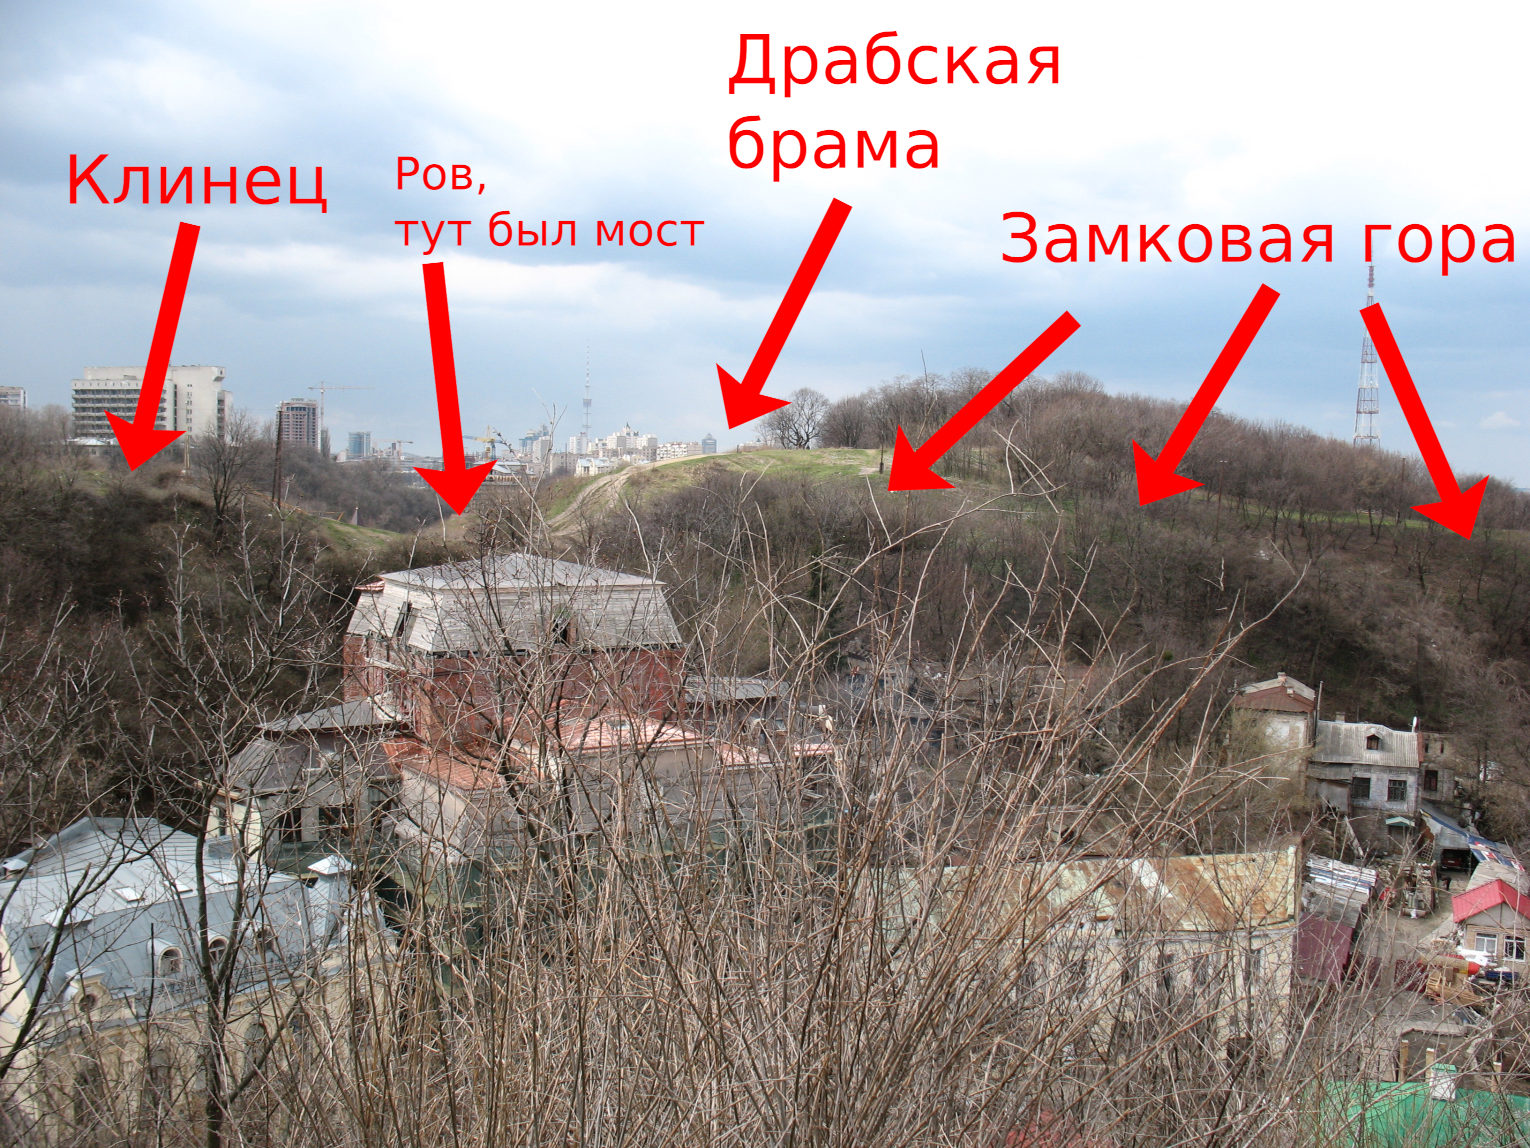 Драбская
брама
Клинец
Ров,
тут был мост
Замковая гора